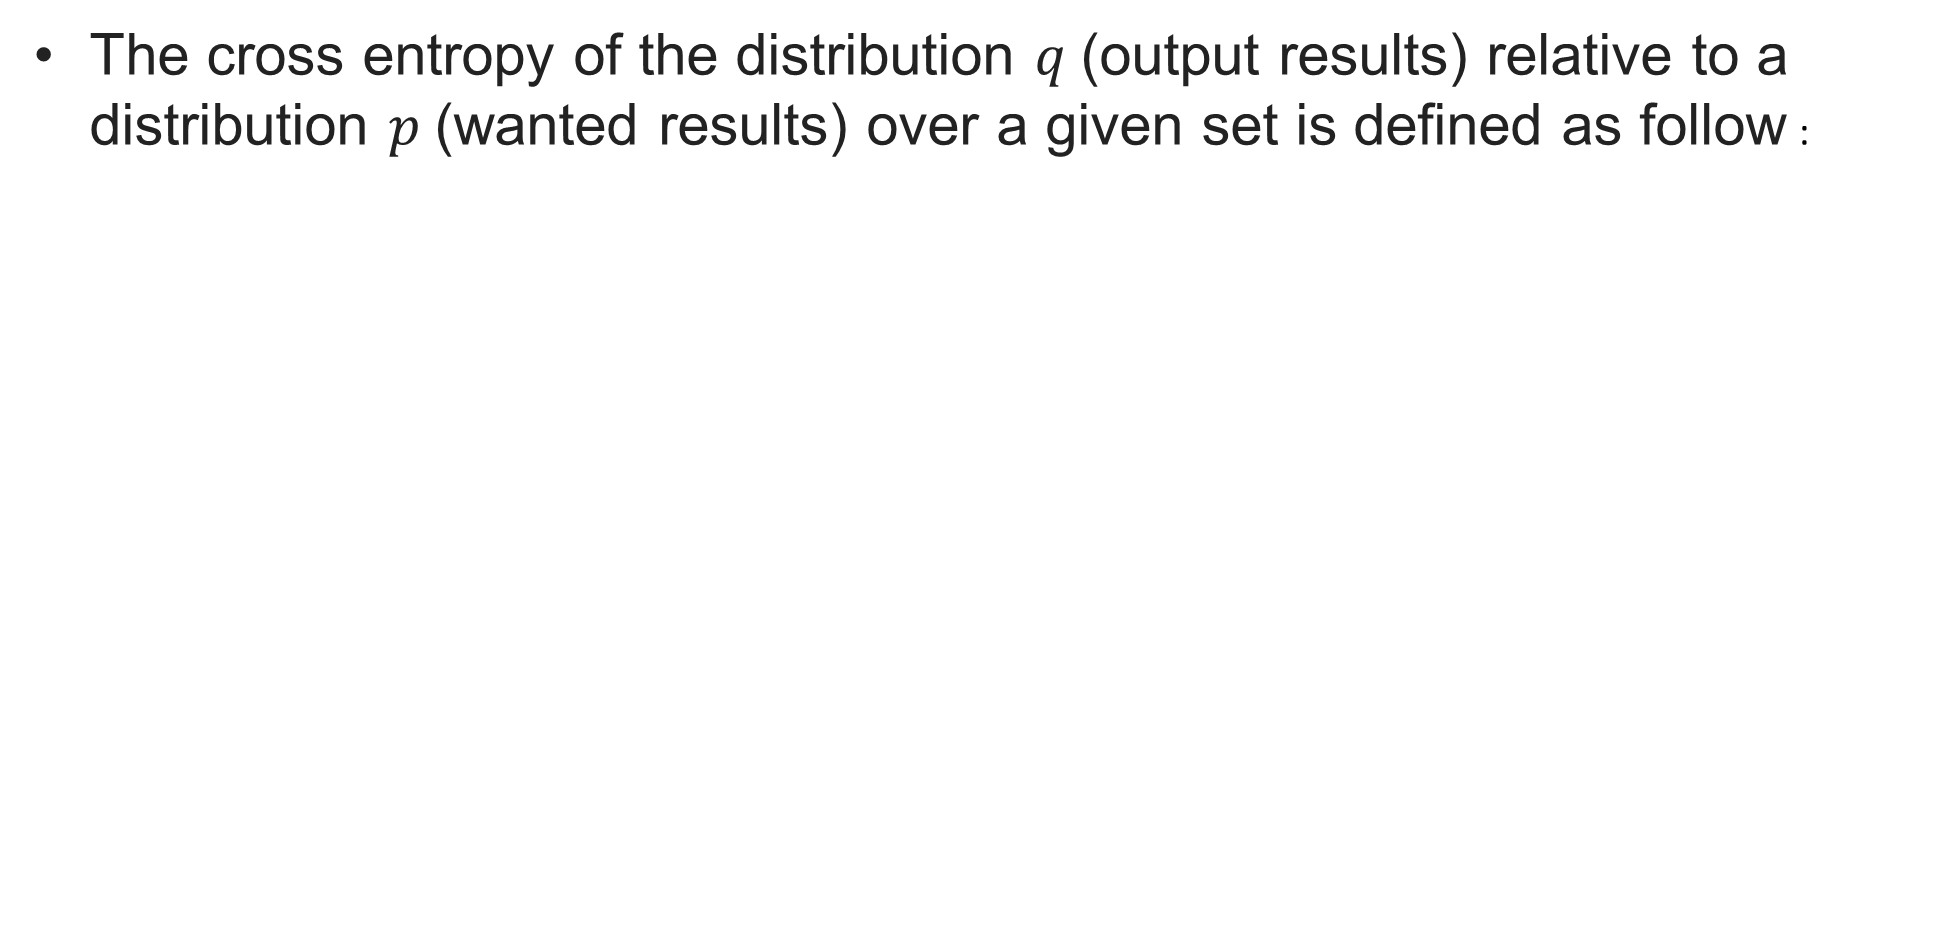 • The cross entropy of the distribution q (output results) relative to a
distribution p (wanted results) over a given set is defined as follow :